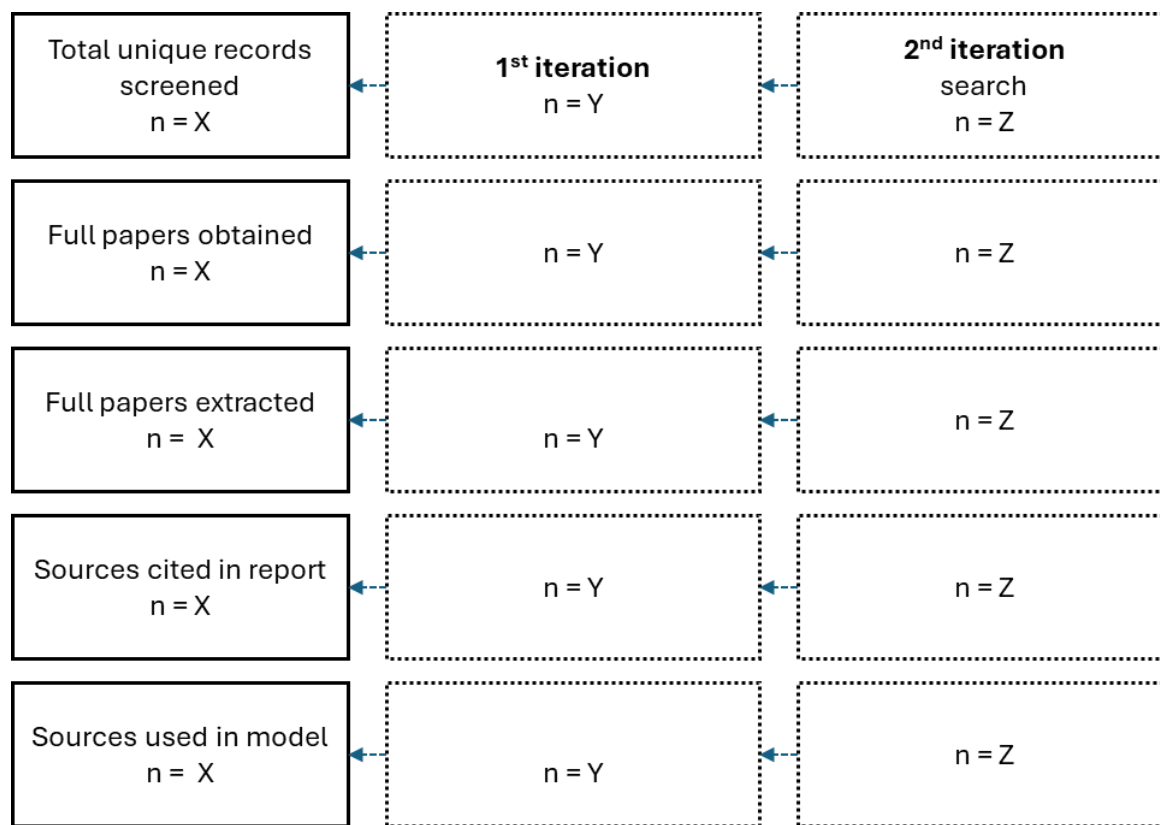 Total unique records
screened
n = X
1st iteration
n = Y
2nd iteration
search
n = Z
Full papers obtained
n = X
n = Y
n = Z
Full papers extracted
n =  X
n = Y
n = Z
Sources cited in report
n = X
n = Y
n = Z
Sources used in model
n =  X
n = Y
n = Z